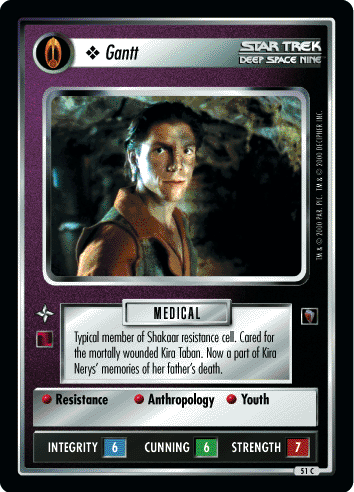 ❖ Gantt
STAR TREK
DEEP SPACE NINE
TM & © 2000 PAR. PIC. TM & © 2000 DECIPHER INC.
MEDICAL
Typical member of Shakaar resistance cell. Cared for
the mortally wounded Kira Taban. Now a part of Kira
Nerys' memories of her father's death.
Resistance Anthropology Youth
INTEGRITY 6 CUNNING 6 STRENGTH 7
51 C